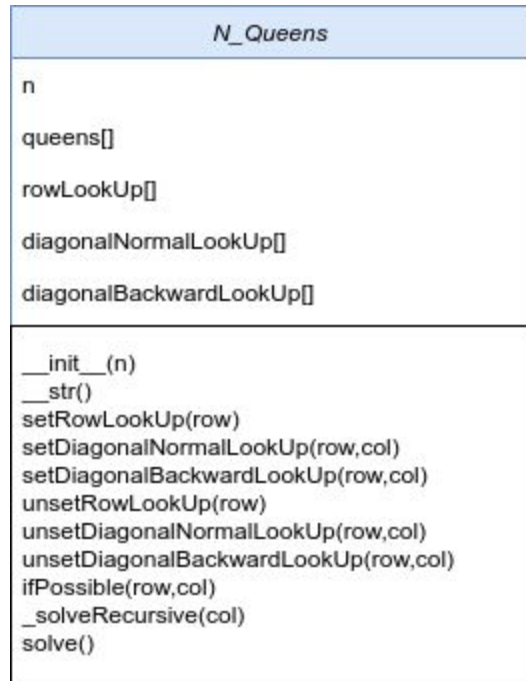 N_Queens
n
queens[]
rowLookUp[]
diagonalNormalLookUp[]
diagonalBackwardLookUp[]
__init__(n)
__str()
setRowLookUp(row)
setDiagonalNormalLookUp(row,col)
setDiagonalBackwardLookUp(row,col)
unsetRowLookUp(row)
unsetDiagonalNormalLookUp(row,col)
unsetDiagonalBackwardLookUp(row,col)
ifPossible(row,col)
_solveRecursive(col)
solve()